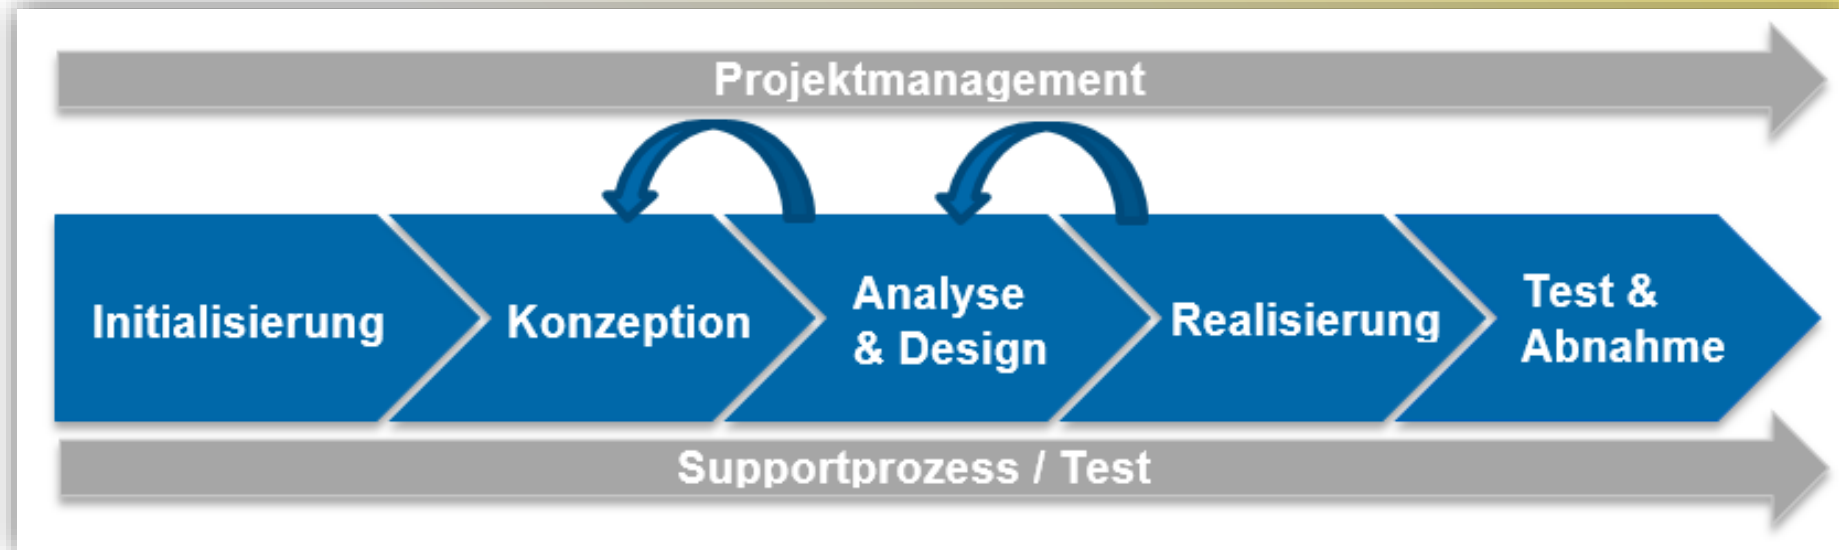 Projektmanagement
Initialisierung
Konzeption
Analyse
& Design
Realisierung
Test &
Abnahme
Supportprozess / Test